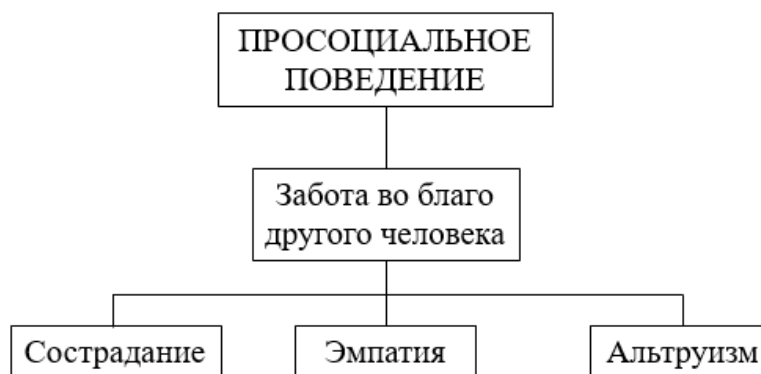 ПРОСОЦИАЛЬНОЕ
ПОВЕДЕНИЕ
Забота во благо
другого человека
Сострадание
Эмпатия
Альтруизм